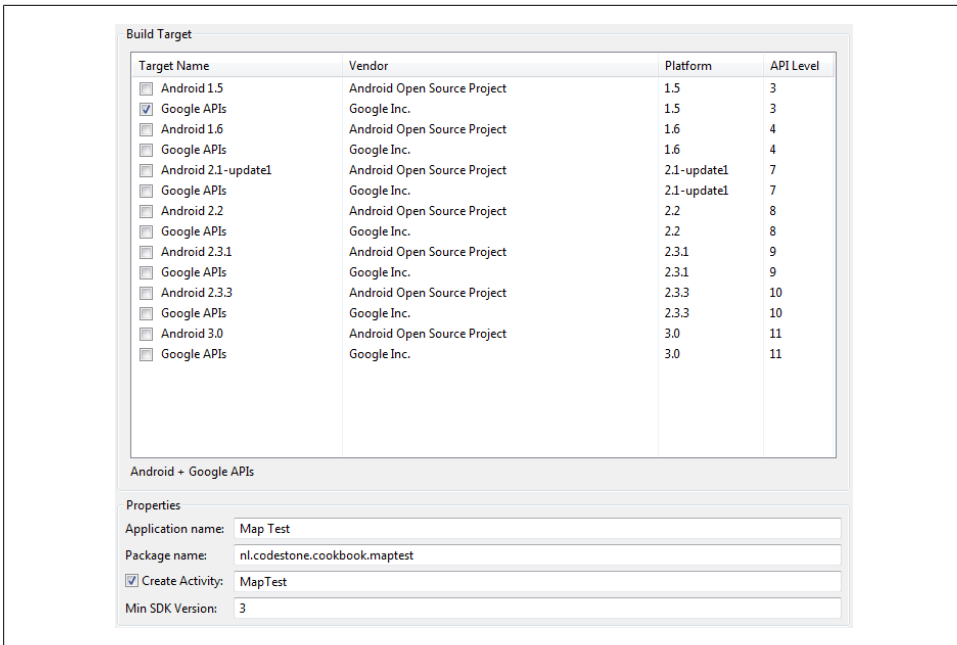 Build Target
Target Name Vendor Platform API Level
Android 1.5 Android Open Source Project 1.5 3
Google APIs Google Inc. 1.5 3
Android 1.6 Android Open Source Project 1.6 4
Google APIs Google Inc. 1.6 4
Android 2.1-update1 Android Open Source Project 2.1-update1 7
Google APIs Google Inc. 2.1-update1 7
Android 2.2 Android Open Source Project 2.2 8
Google APIs Google Inc. 2.2 8
Android 2.3.1 Android Open Source Project 2.3.1 9
Google APIs Google Inc. 2.3.1 9
Android 2.3.3 Android Open Source Project 2.3.3 10
Google APIs Google Inc. 2.3.3 10
Android 3.0 Android Open Source Project 3.0 11
Google APIs Google Inc. 3.0 11
Android + Google APIs
Properties
Application name: Map Test
Package name: nl.codestone.cookbook.maptest
Create Activity: MapTest
Min SDK Version: 3